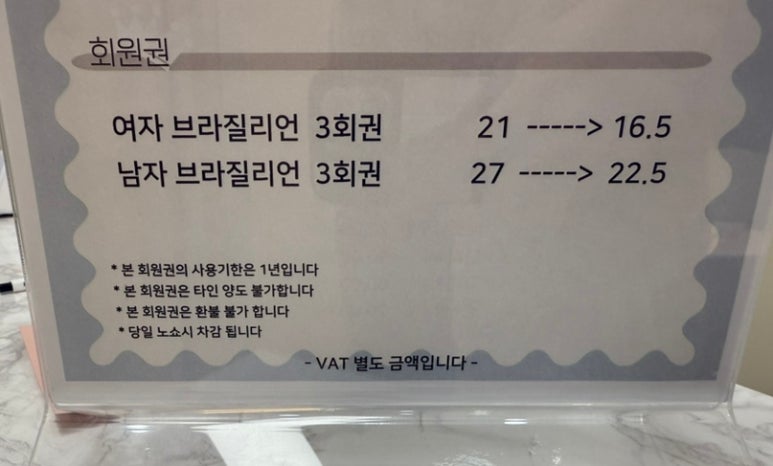 회원권
여자 브라질리언 3회권 21 -----> 16.5
남자 브라질리언 3회권 27 -----> 22.5
* 본 회원권의 사용기한은 1년입니다
* 본 회원권은 타인 양도 불가합니다
* 본 회원권은 환불 불가 합니다
* 당일 노쇼시 차감 됩니다
- VAT 별도 금액입니다 -